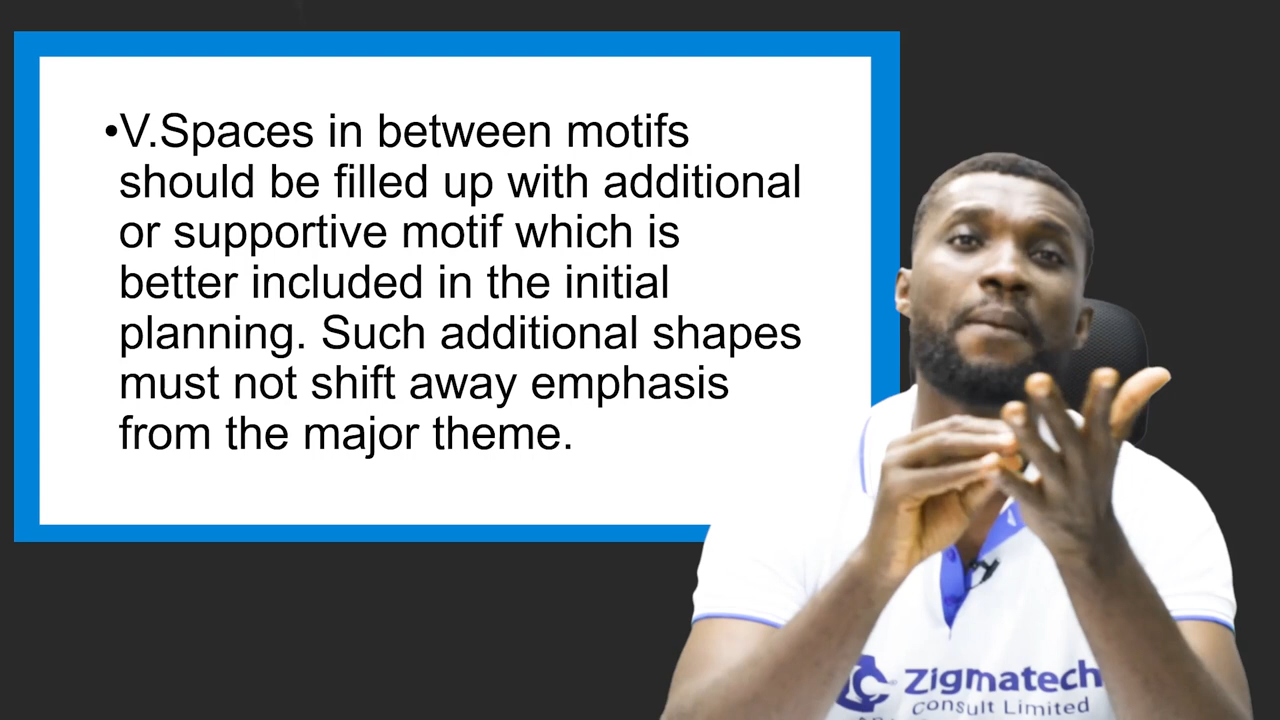 •V.Spaces in between motifs
should be filled up with additional
or supportive motif which is
better included in the initial
planning. Such additional shapes
must not shift away emphasis
from the major theme.
Zigmatech
Consult Limited